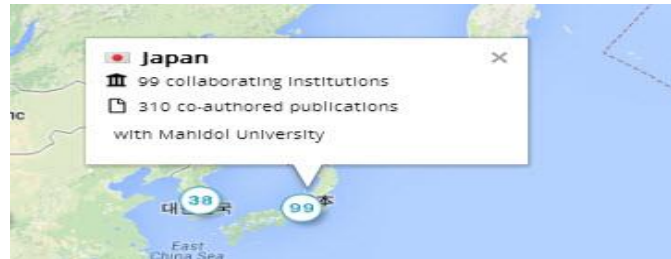 Japan
99 collaborating institutions
310 co-authored publications
with Mahidol University
38
99
East
China Sea